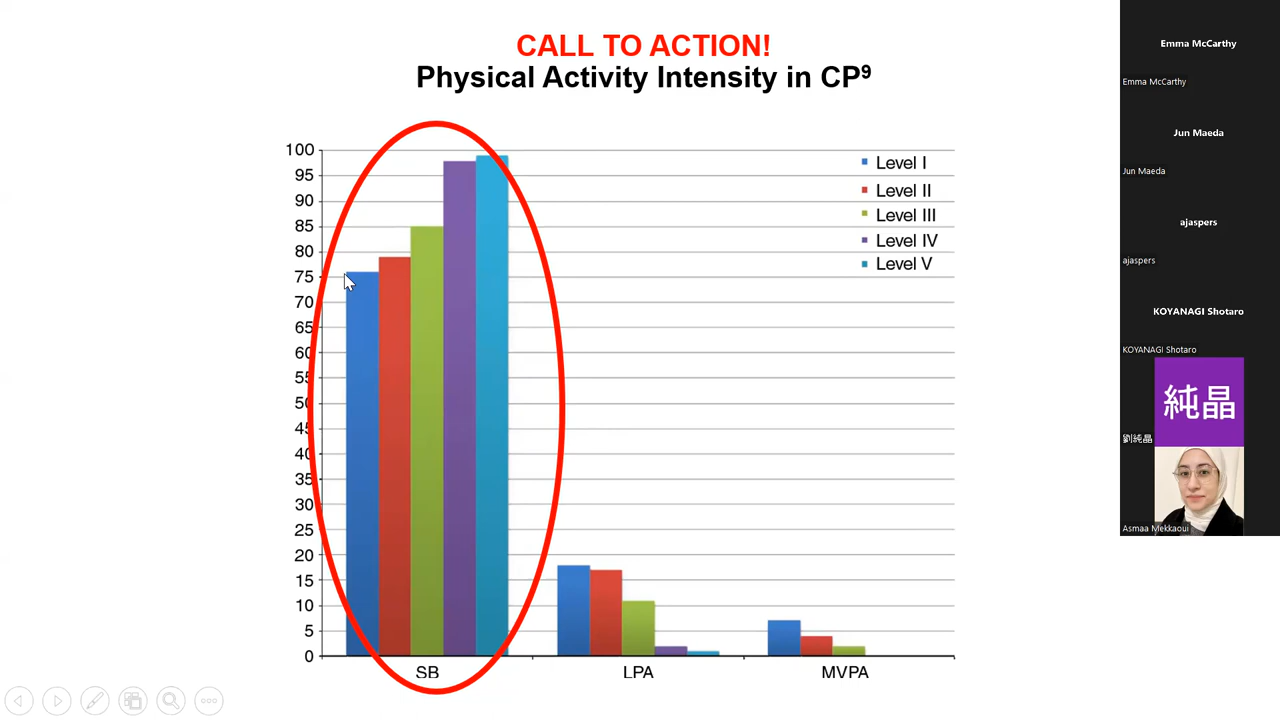 CALL TO ACTION!
Physical Activity Intensity in CP⁹
100
95
90
85
80
75
70
65
60
55
50
45
40
35
30
25
20
15
10
5
0
SB
LPA
MVPA
Level I
Level II
Level III
Level IV
Level V
Emma McCarthy
Emma McCarthy
Jun Maeda
Jun Maeda
ajaspers
ajaspers
KOYANAGI Shotaro
KOYANAGI Shotaro
純晶
劉純晶
Asmaa Mekkaoui